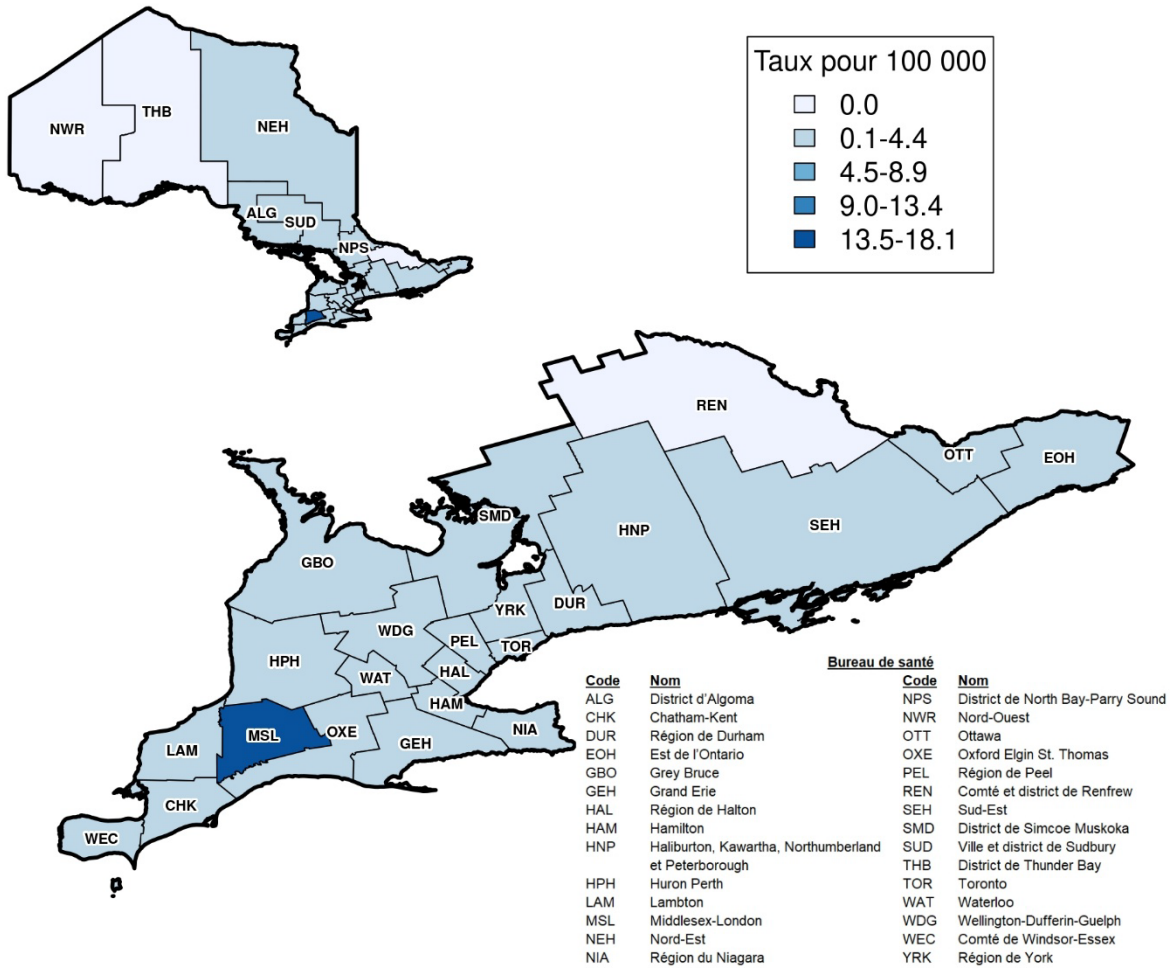 Taux pour 100 000
0.0
0.1-4.4
4.5-8.9
9.0-13.4
13.5-18.1
NWR
THB
NEH
ALG
SUD
NPS
REN
OTT
EOH
SMD
HNP
SEH
GBO
YRK
DUR
WDG
PEL
TOR
HPH
WAT
HAL
HAM
MSL
OXE
NIA
LAM
GEH
CHK
WEC
Bureau de santé
Code Nom
ALG District d'Algoma
CHK Chatham-Kent
DUR Région de Durham
EOH Est de l'Ontario
GBO Grey Bruce
GEH Grand Erie
HAL Région de Halton
HAM Hamilton
HNP Haliburton, Kawartha, Northumberland
et Peterborough
HPH Huron Perth
LAM Lambton
MSL Middlesex-London
NEH Nord-Est
NIA Région du Niagara
Code Nom
NPS District de North Bay-Parry Sound
NWR Nord-Ouest
OTT Ottawa
OXE Oxford Elgin St. Thomas
PEL Région de Peel
REN Comté et district de Renfrew
SEH Sud-Est
SMD District de Simcoe Muskoka
SUD Ville et district de Sudbury
THB District de Thunder Bay
TOR Toronto
WAT Waterloo
WDG Wellington-Dufferin-Guelph
WEC Comté de Windsor-Essex
YRK Région de York